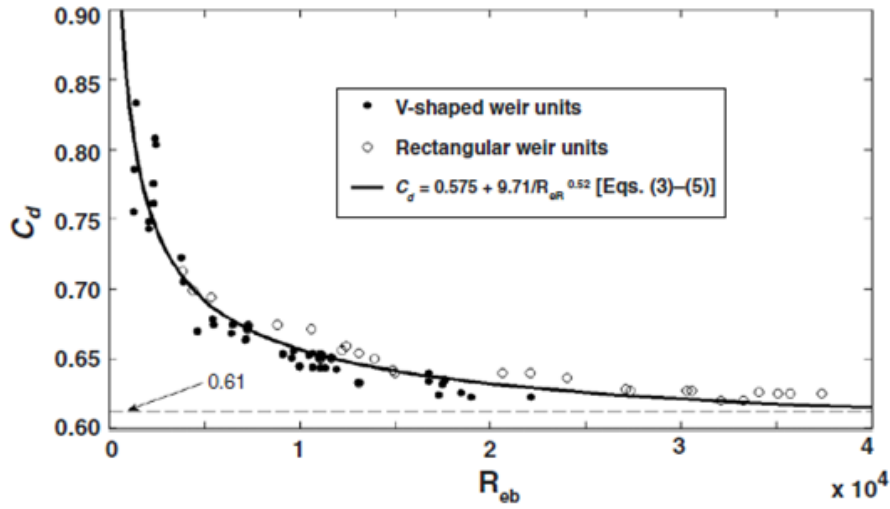 0.90
0.85
0.80
0.75
0.70
0.65
0.60
C_d
V-shaped weir units
Rectangular weir units
C_d = 0.575 + 9.71/R_eR^0.52 [Eqs. (3)–(5)]
0.61
0 1 2 3 4
R_eb
x 10^4